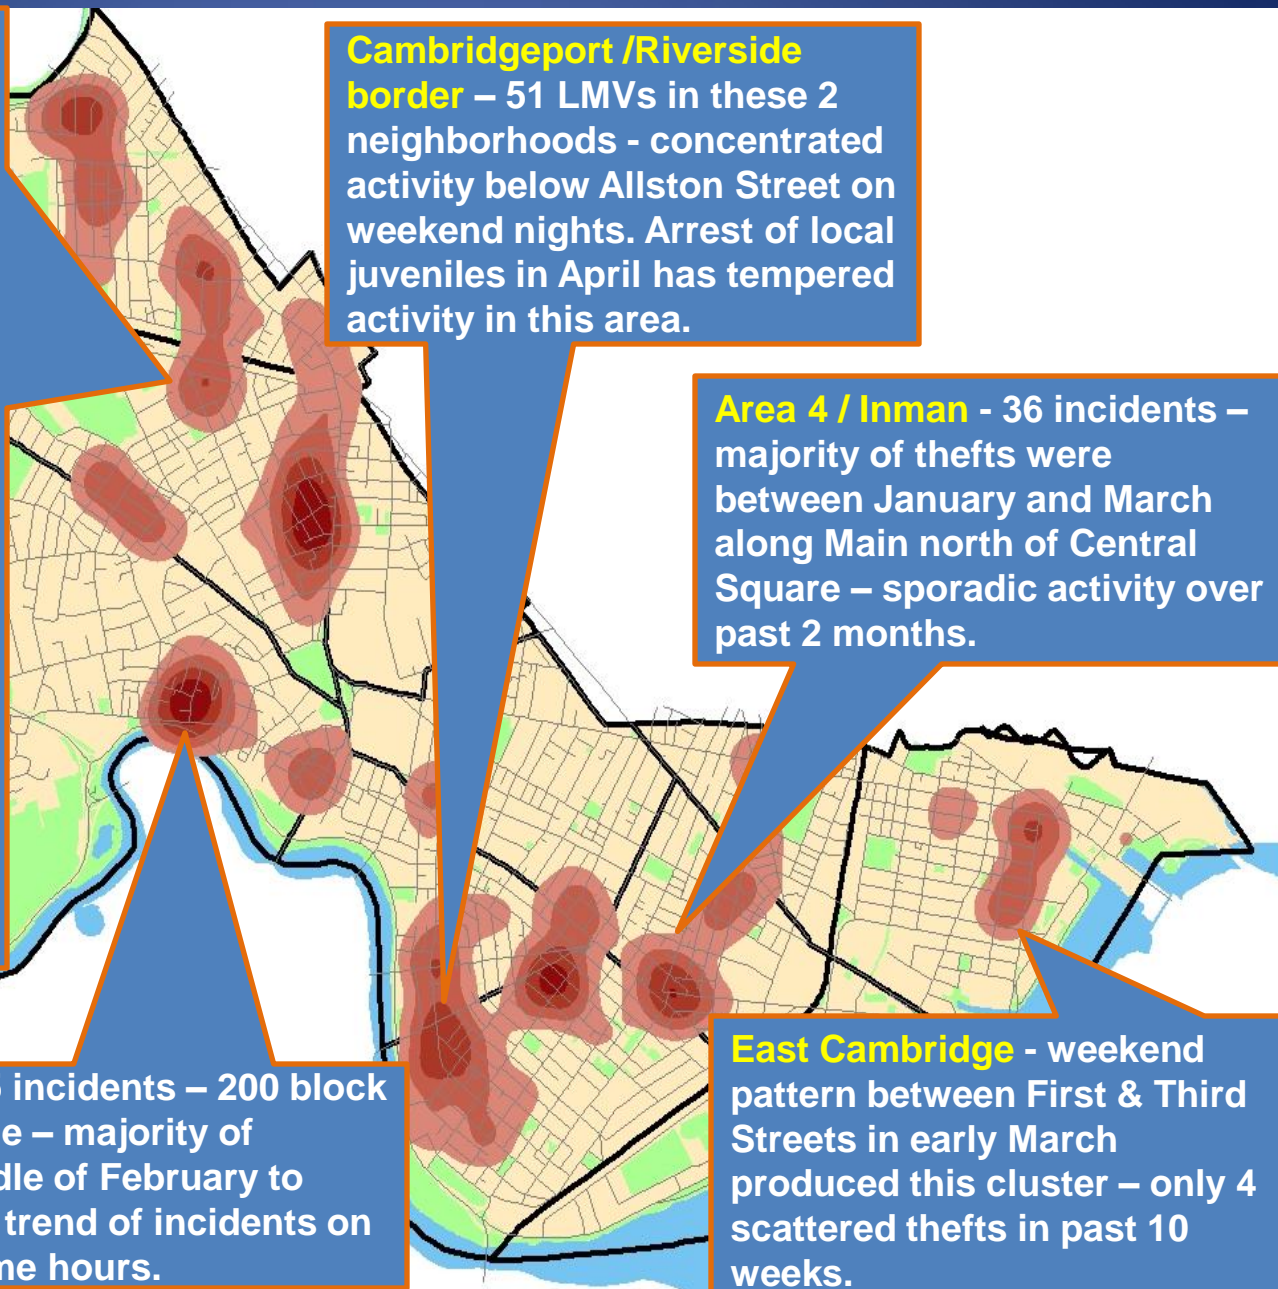 Cambridgeport /Riverside
border – 51 LMVs in these 2
neighborhoods - concentrated
activity below Allston Street on
weekend nights. Arrest of local
juveniles in April has tempered
activity in this area.
Area 4 / Inman - 36 incidents –
majority of thefts were
between January and March
along Main north of Central
Square – sporadic activity over
past 2 months.
incidents – 200 block
– majority of
of February to
trend of incidents on
hours.
East Cambridge - weekend
pattern between First & Third
Streets in early March
produced this cluster – only 4
scattered thefts in past 10
weeks.